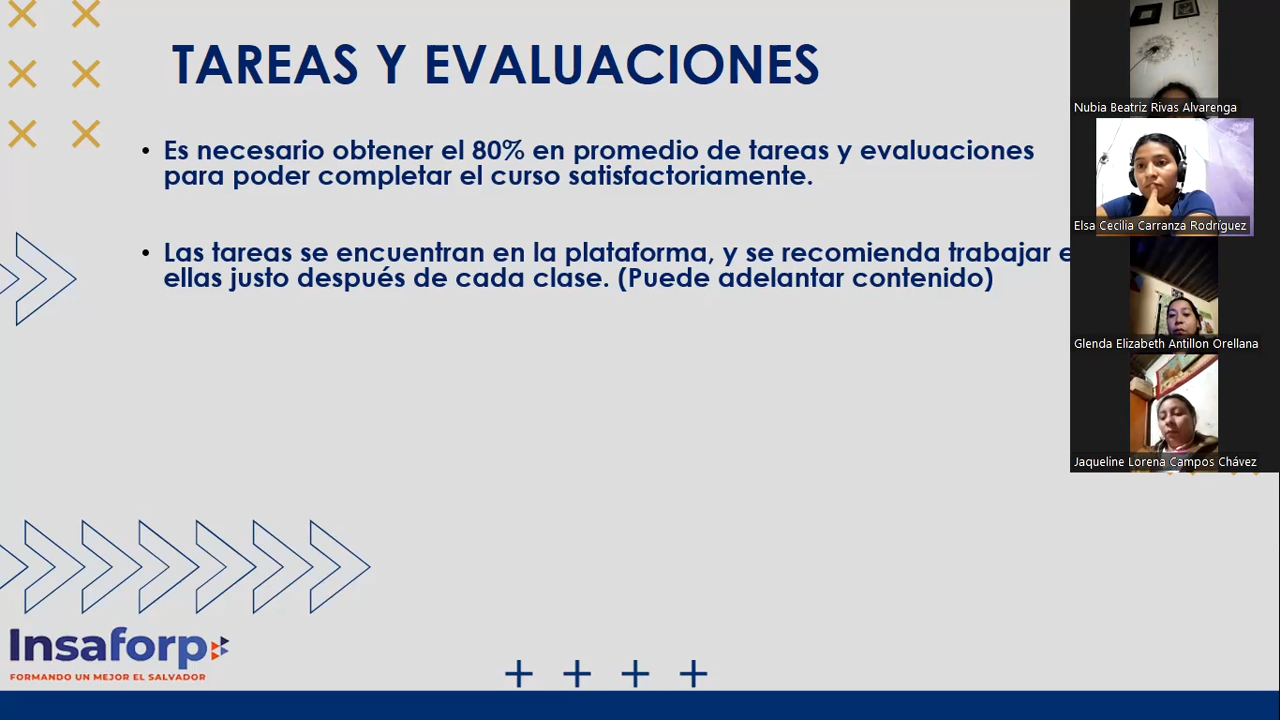 TAREAS Y EVALUACIONES
• Es necesario obtener el 80% en promedio de tareas y evaluaciones
para poder completar el curso satisfactoriamente.
• Las tareas se encuentran en la plataforma, y se recomienda trabajar
ellas justo después de cada clase. (Puede adelantar contenido)
Nubia Beatriz Rivas Alvarenga
Elsa Cecilia Carranza Rodríguez
Glenda Elizabeth Antillon Orellana
Jaqueline Lorena Campos Chávez
Insaforp
FORMANDO UN MEJOR EL SALVADOR